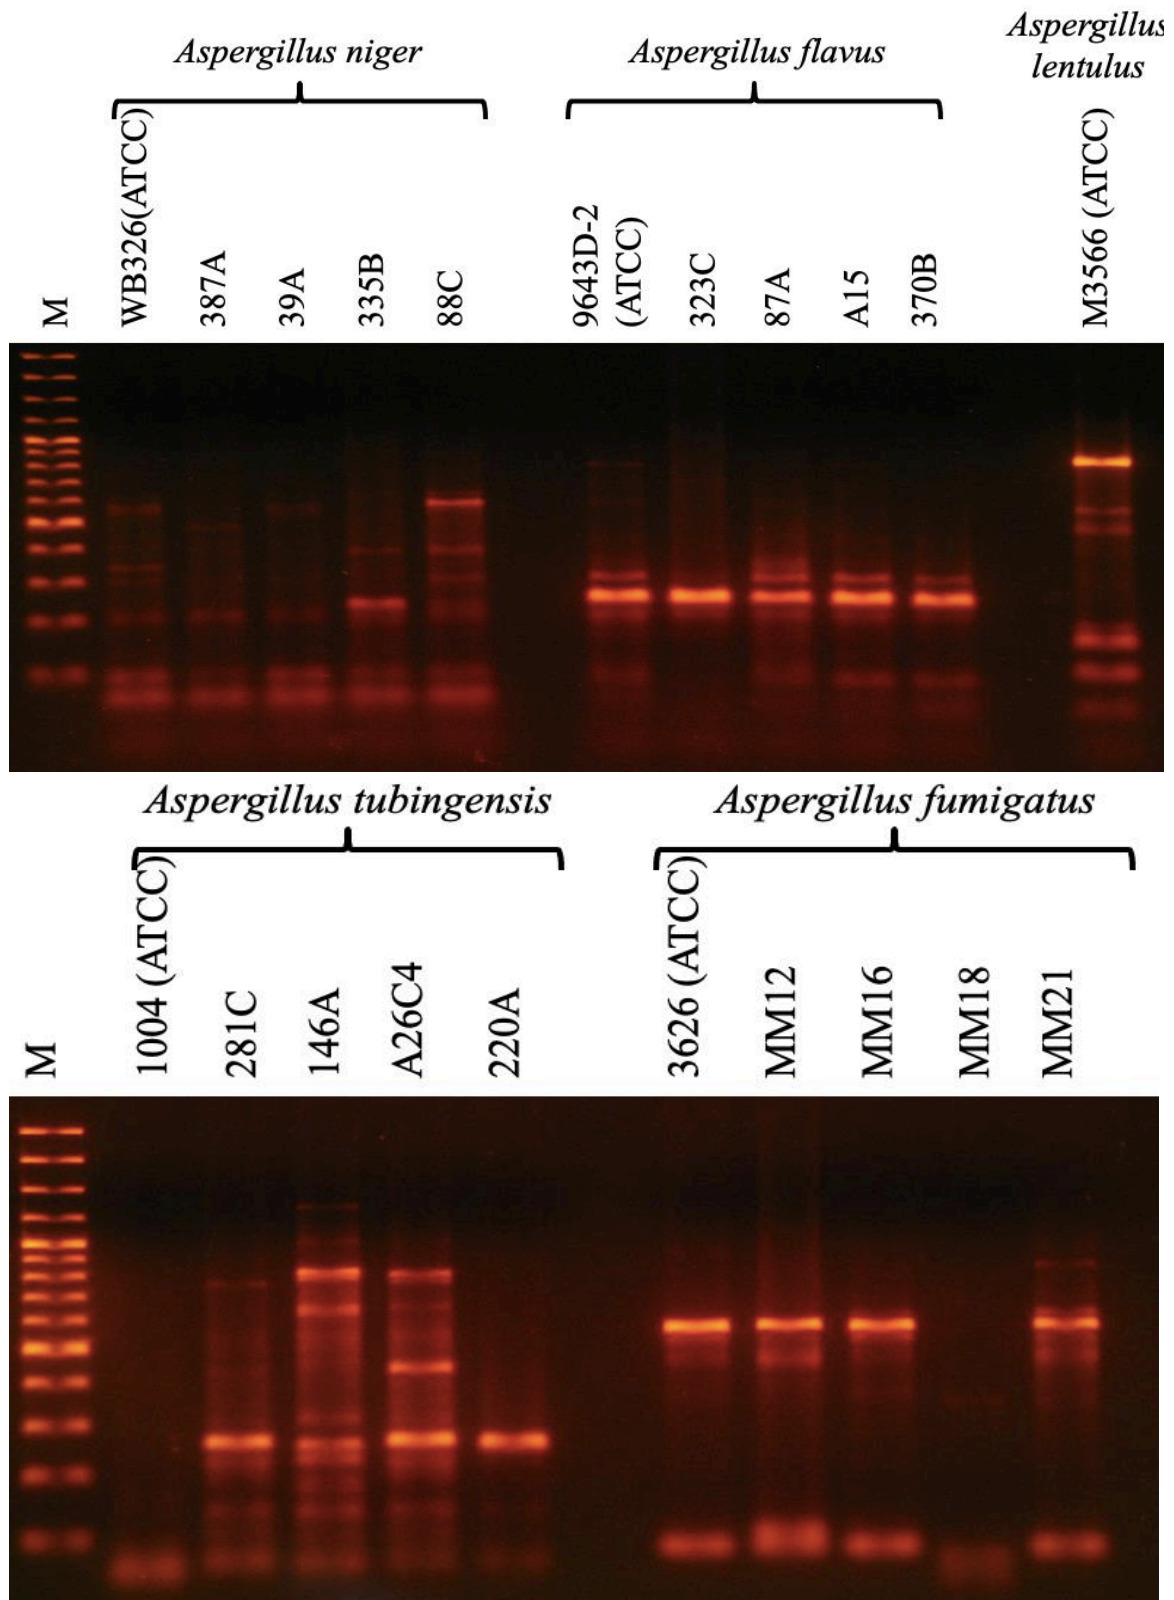 Aspergillus niger
Aspergillus flavus
Aspergillus
lentulus
M
WB326(ATCC)
387A
39A
335B
88C
9643D-2
(ATCC)
323C
87A
A15
370B
M3566 (ATCC)
Aspergillus tubingensis
Aspergillus fumigatus
M
1004 (ATCC)
281C
146A
A26C4
220A
3626 (ATCC)
MM12
MM16
MM18
MM21